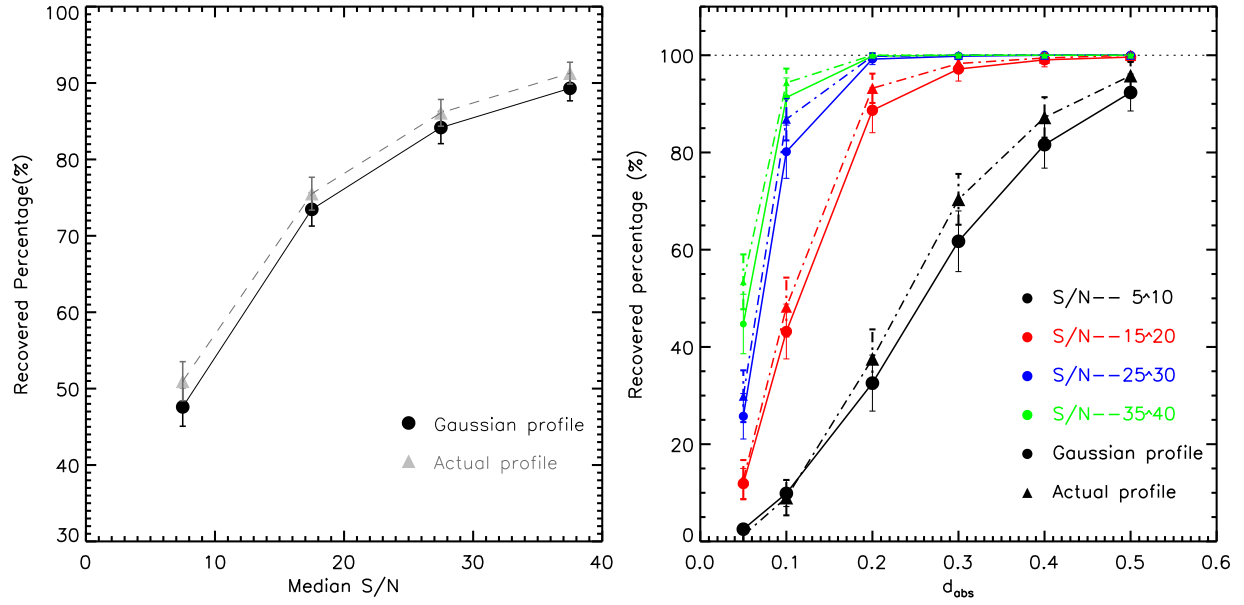 100
90
80
70
60
50
40
30
0
10
20
30
40
Recovered Percentage(%)
Median S/N
Gaussian profile
Actual profile
120
100
80
60
40
20
0
0.0
0.1
0.2
0.3
0.4
0.5
0.6
Recovered percentage (%)
d_abs
S/N−− 5^10
S/N−−15^20
S/N−−25^30
S/N−−35^40
Gaussian profile
Actual profile